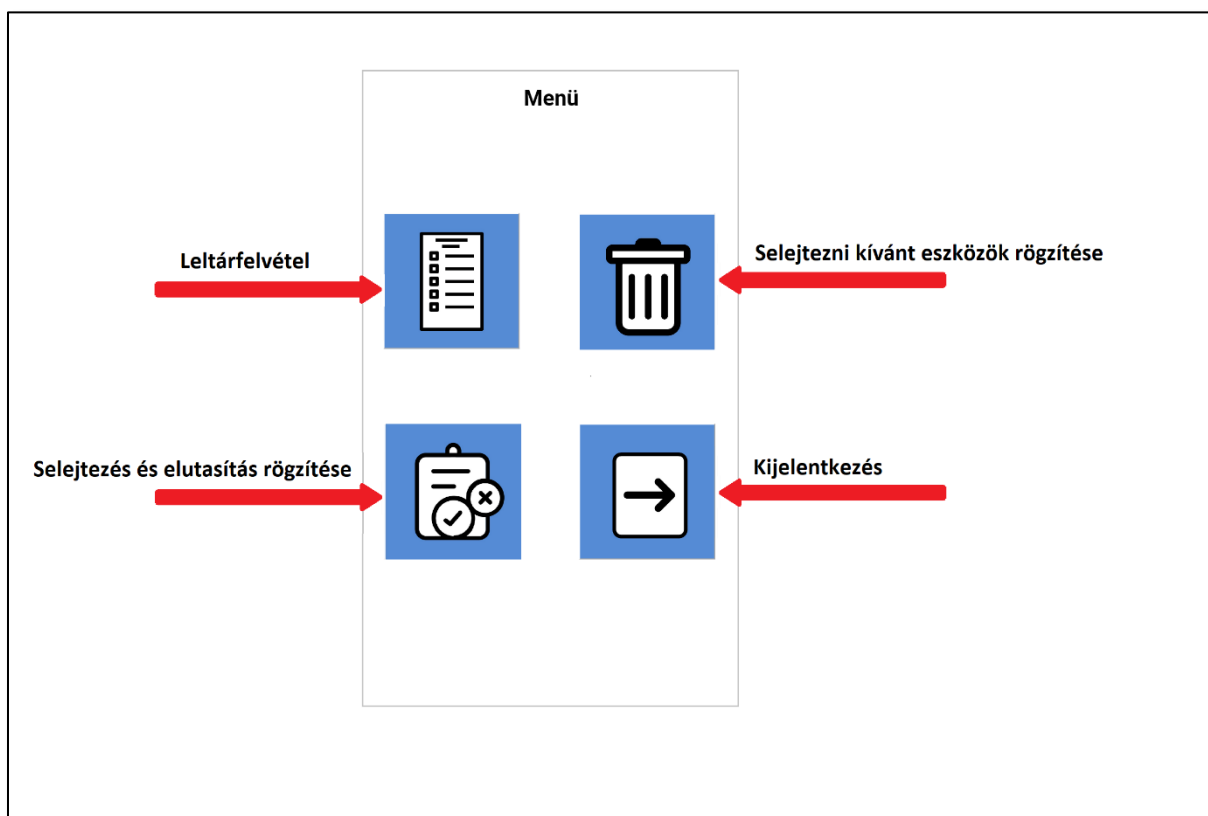 Menü
Leltárfelvétel
Selejtezni kívánt eszközök rögzítése
Selejtezés és elutasítás rögzítése
Kijelentkezés